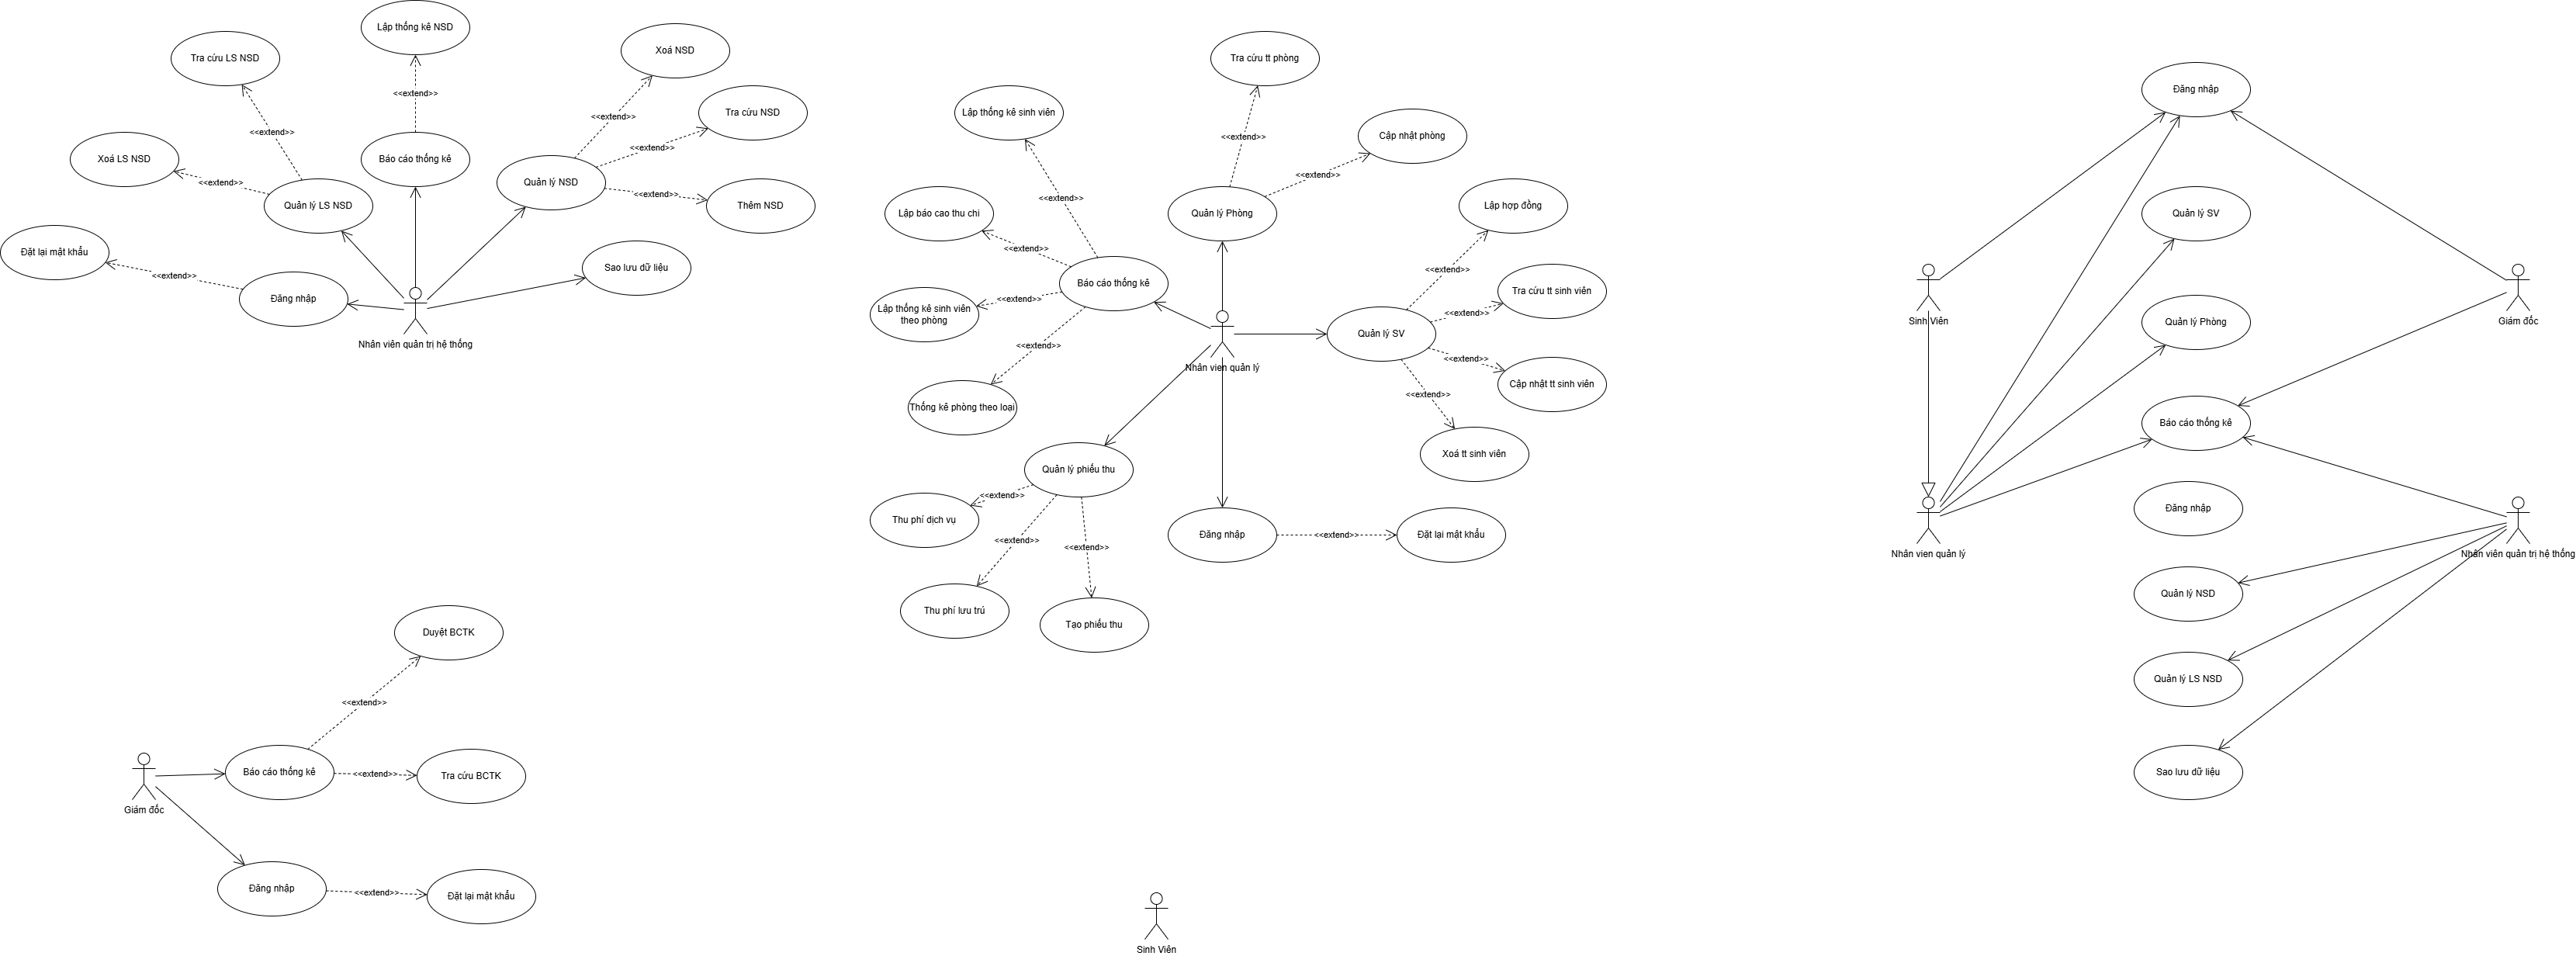 Lập thống kê NSD
Tra cứu LS NSD
<<extend>>
Xoá NSD
<<extend>>
Tra cứu NSD
<<extend>>
Xoá LS NSD
<<extend>>
<<extend>>
Báo cáo thống kê
Quản lý NSD
<<extend>>
Thêm NSD
Quản lý LS NSD
Đặt lại mật khẩu
<<extend>>
Đăng nhập
Sao lưu dữ liệu
Nhân viên quản trị hệ thống
Tra cứu tt phòng
Lập thống kê sinh viên
<<extend>>
Cập nhật phòng
<<extend>>
<<extend>>
Lập báo cao thu chi
Quản lý Phòng
Lập hợp đồng
<<extend>>
<<extend>>
Báo cáo thống kê
Tra cứu tt sinh viên
<<extend>>
Lập thống kê sinh viên
theo phòng
<<extend>>
Quản lý SV
<<extend>>
<<extend>>
Nhân vien quản lý
Cập nhật tt sinh viên
<<extend>>
Thống kê phòng theo loại
Xoá tt sinh viên
Quản lý phiếu thu
<<extend>>
Thu phí dịch vụ
<<extend>>
<<extend>>
Đăng nhập
<<extend>>
Đặt lại mật khẩu
Thu phí lưu trú
Tạo phiếu thu
Đăng nhập
Quản lý SV
Sinh Viên
Quản lý Phòng
Giám đốc
Báo cáo thống kê
Đăng nhập
Nhân vien quản lý
Nhân viên quản trị hệ thống
Quản lý NSD
Quản lý LS NSD
Sao lưu dữ liệu
Duyệt BCTK
<<extend>>
Báo cáo thống kê
<<extend>>
Tra cứu BCTK
Giám đốc
Đăng nhập
<<extend>>
Đặt lại mật khẩu
Sinh Viên